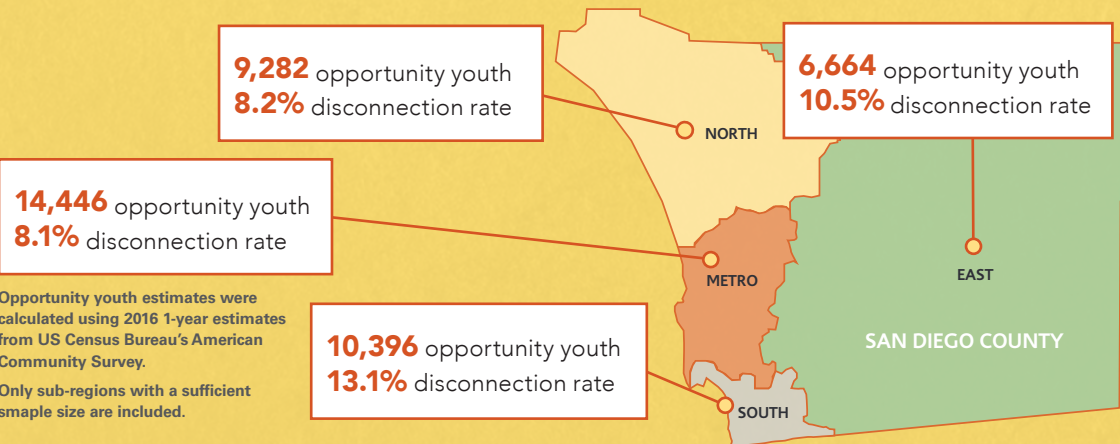 9,282 opportunity youth
8.2% disconnection rate
6,664 opportunity youth
10.5% disconnection rate
NORTH
14,446 opportunity youth
8.1% disconnection rate
METRO
EAST
Opportunity youth estimates were
calculated using 2016 1-year estimates
from US Census Bureau's American
Community Survey.
Only sub-regions with a sufficient
smaple size are included.
10,396 opportunity youth
13.1% disconnection rate
SAN DIEGO COUNTY
SOUTH